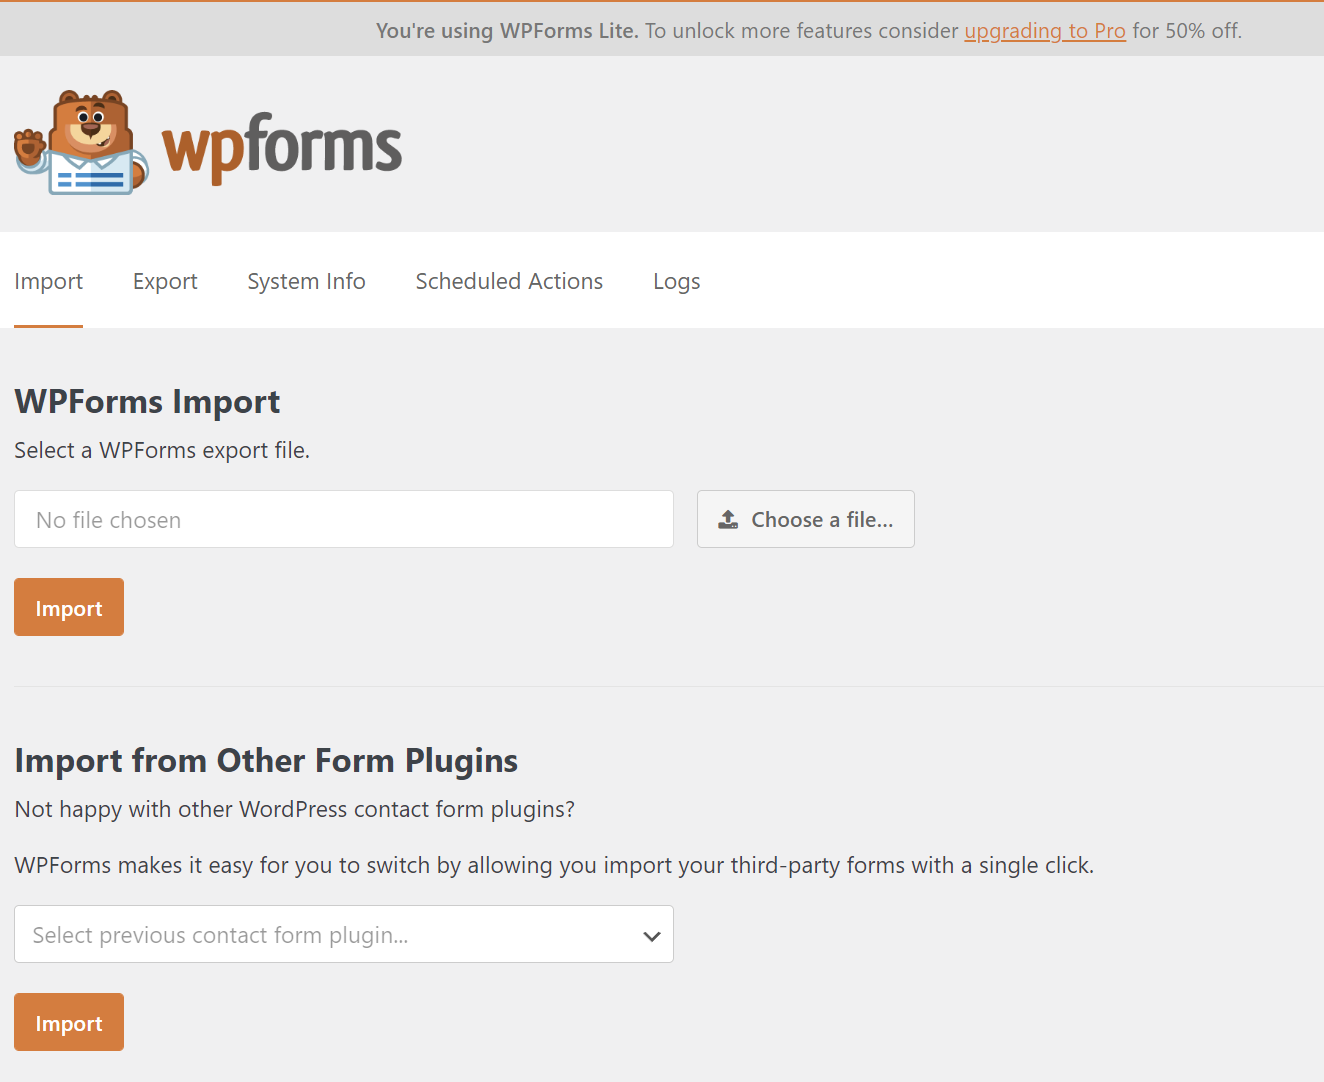 You're using WPForms Lite. To unlock more features consider upgrading to Pro for 50% off.
wpforms
Import Export System Info Scheduled Actions Logs
WPForms Import
Select a WPForms export file.
No file chosen Choose a file...
Import
Import from Other Form Plugins
Not happy with other WordPress contact form plugins?
WPForms makes it easy for you to switch by allowing you import your third-party forms with a single click.
Select previous contact form plugin...
Import